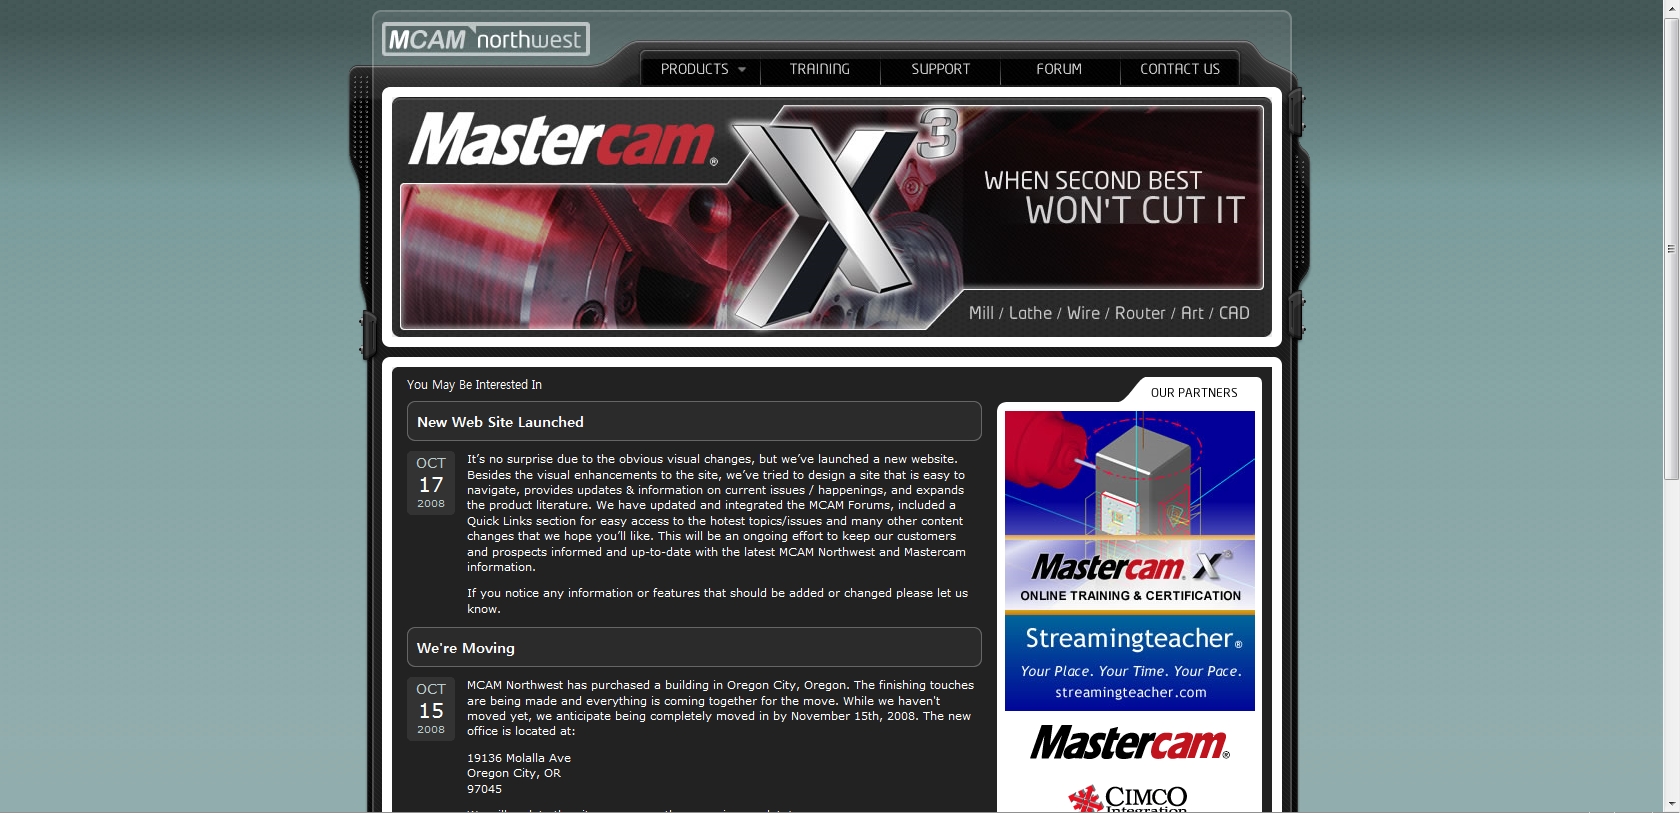 MCAM northwest
PRODUCTS
TRAINING
SUPPORT
FORUM
CONTACT US
Mastercam®
X3
WHEN SECOND BEST
WON'T CUT IT
Mill / Lathe / Wire / Router / Art / CAD
You May Be Interested In
New Web Site Launched
OCT
17
2008
It’s no surprise due to the obvious visual changes, but we’ve launched a new website.
Besides the visual enhancements to the site, we’ve tried to design a site that is easy to
navigate, provides updates & information on current issues / happenings, and expands
the product literature. We have updated and integrated the MCAM Forums, included a
Quick Links section for easy access to the hotest topics/issues and many other content
changes that we hope you’ll like. This will be an ongoing effort to keep our customers
and prospects informed and up-to-date with the latest MCAM Northwest and Mastercam
information.
If you notice any information or features that should be added or changed please let us
know.
We're Moving
OCT
15
2008
MCAM Northwest has purchased a building in Oregon City, Oregon. The finishing touches
are being made and everything is coming together for the move. While we haven't
moved yet, we anticipate being completely moved in by November 15th, 2008. The new
office is located at:
19136 Molalla Ave
Oregon City, OR
97045
OUR PARTNERS
Mastercam® X3
ONLINE TRAINING & CERTIFICATION
Streamingteacher®
Your Place. Your Time. Your Pace.
streamingteacher.com
Mastercam®
CIMCO
Integration